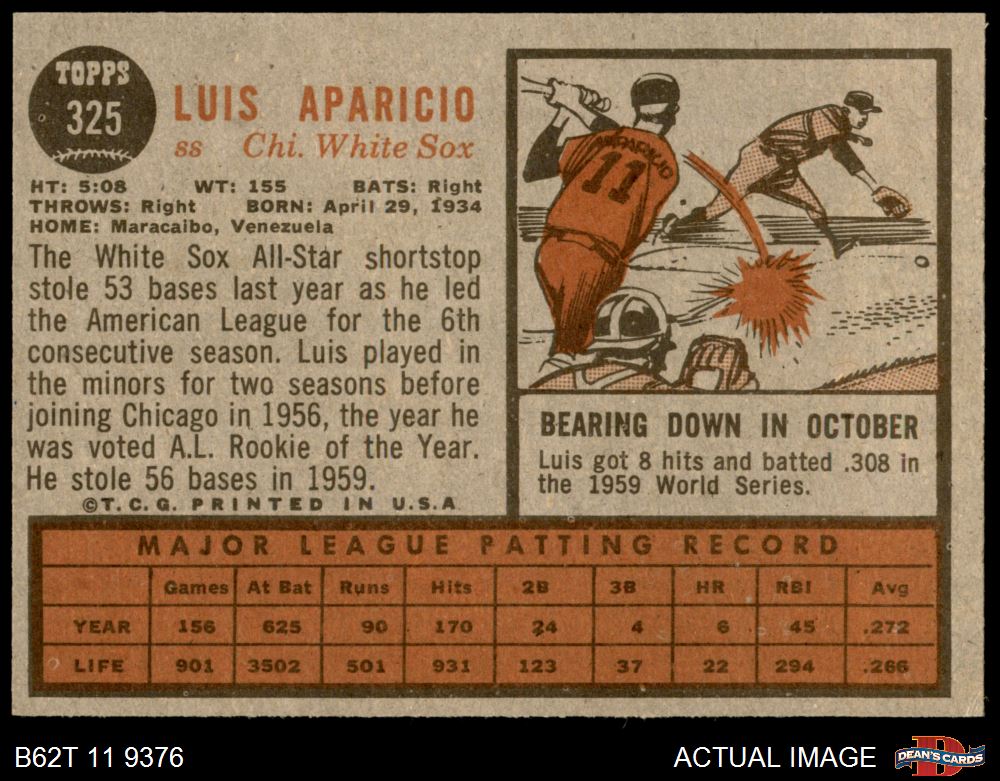 TOPPS
325
LUIS APARICIO
ss Chi. White Sox
HT: 5:08 WT: 155 BATS: Right
THROWS: Right BORN: April 29, 1934
HOME: Maracaibo, Venezuela
The White Sox All-Star shortstop
stole 53 bases last year as he led
the American League for the 6th
consecutive season. Luis played in
the minors for two seasons before
joining Chicago in 1956, the year he
was voted A.L. Rookie of the Year.
He stole 56 bases in 1959.
©T.C.G. PRINTED IN U.S.A
APARICIO
11
BEARING DOWN IN OCTOBER
Luis got 8 hits and batted .308 in
the 1959 World Series.
MAJOR LEAGUE PATTING RECORD
Games At Bat Runs Hits 2B 3B HR RBI Avg
YEAR 156 625 90 170 24 4 6 45 .272
LIFE 901 3502 501 931 123 37 22 294 .266
B62T 11 9376 ACTUAL IMAGE
D
DEAN'S CARDS